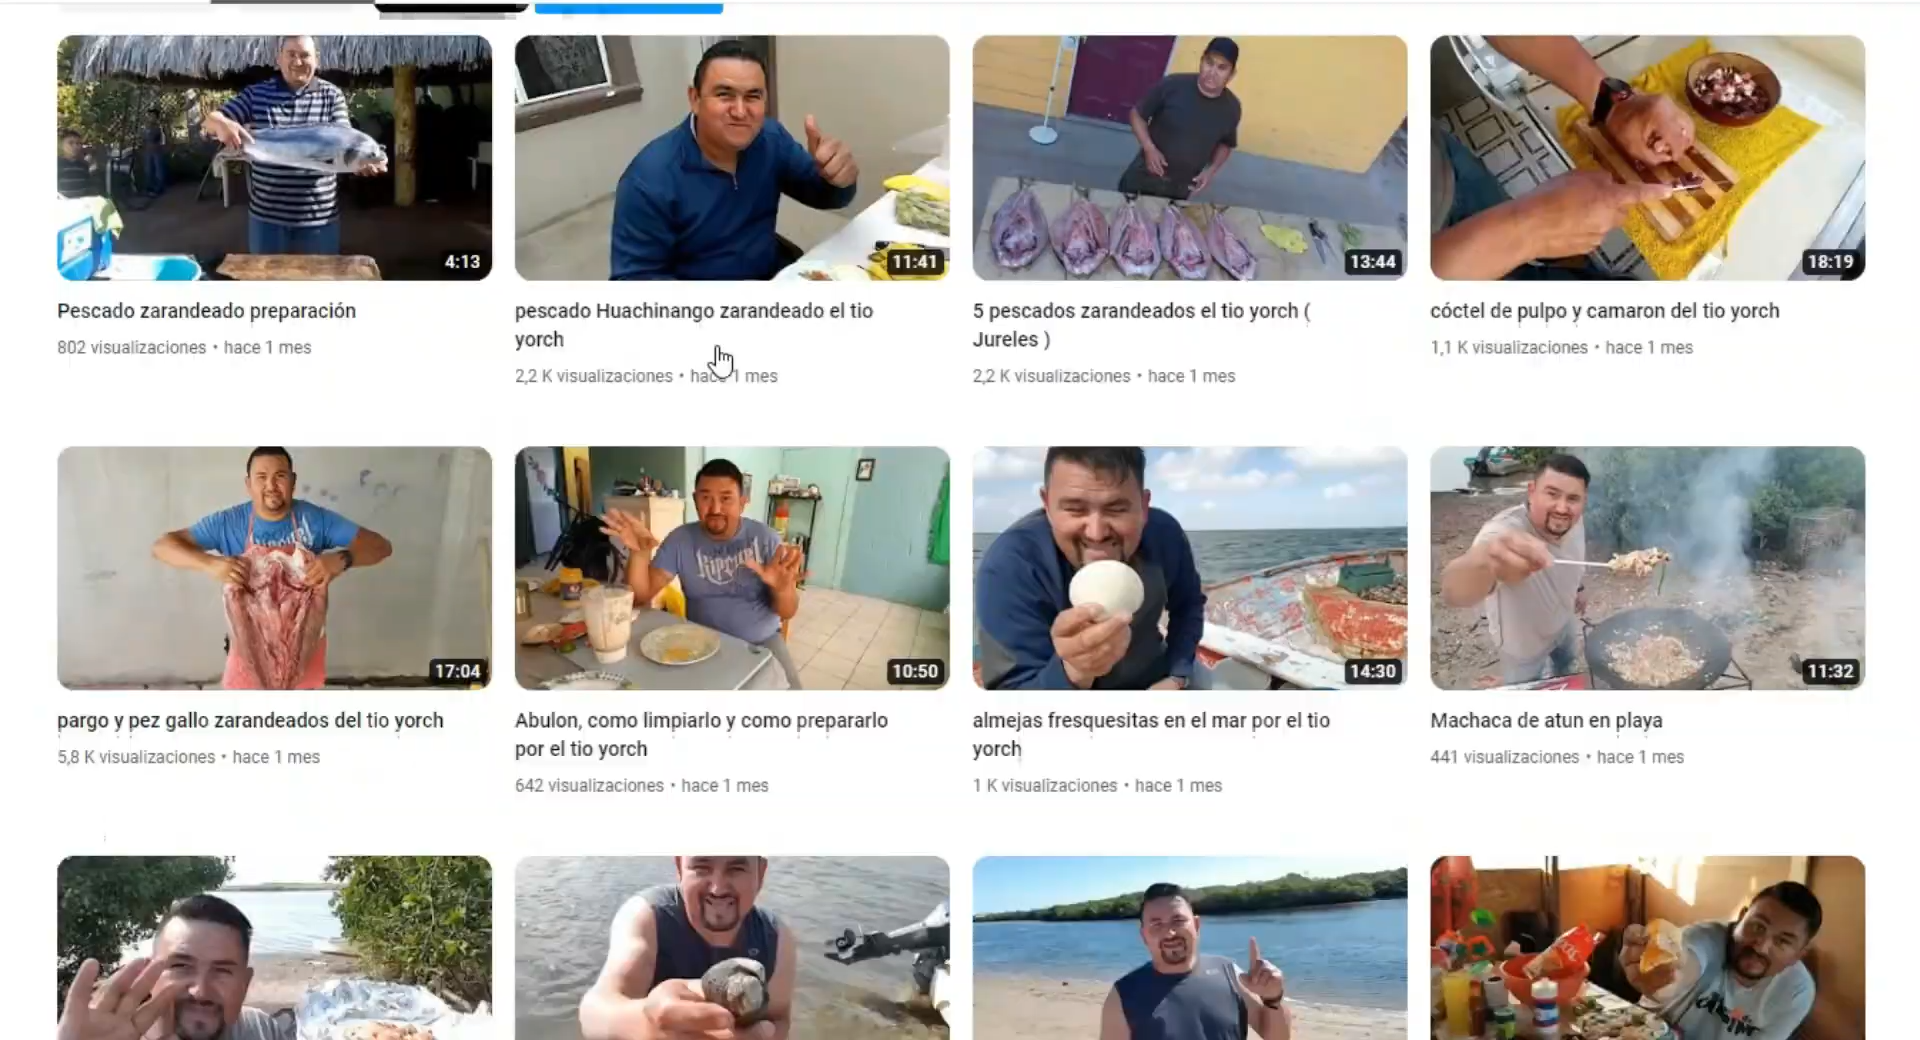 4:13
11:41
13:44
18:19
Pescado zarandeado preparación
802 visualizaciones • hace 1 mes
pescado Huachinango zarandeado el tio
yorch
2,2 K visualizaciones • hace 1 mes
5 pescados zarandeados el tio yorch (
Jureles )
2,2 K visualizaciones • hace 1 mes
cóctel de pulpo y camaron del tio yorch
1,1 K visualizaciones • hace 1 mes
RIPCURL
17:04
10:50
14:30
11:32
pargo y pez gallo zarandeados del tio yorch
5,8 K visualizaciones • hace 1 mes
Abulon, como limpiarlo y como prepararlo
por el tio yorch
642 visualizaciones • hace 1 mes
almejas fresquesitas en el mar por el tio
yorch
1 K visualizaciones • hace 1 mes
Machaca de atun en playa
441 visualizaciones • hace 1 mes